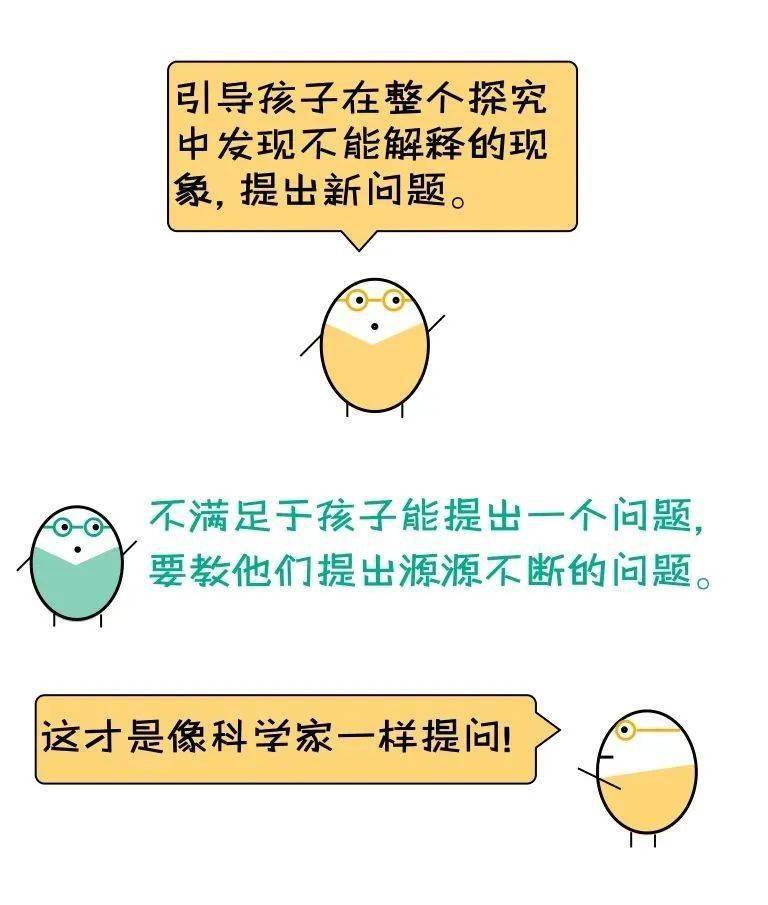 引导孩子在整个探究
中发现不能解释的现
象,提出新问题。
不满足于孩子能提出一个问题,
要教他们提出源源不断的问题。
这才是像科学家一样提问!